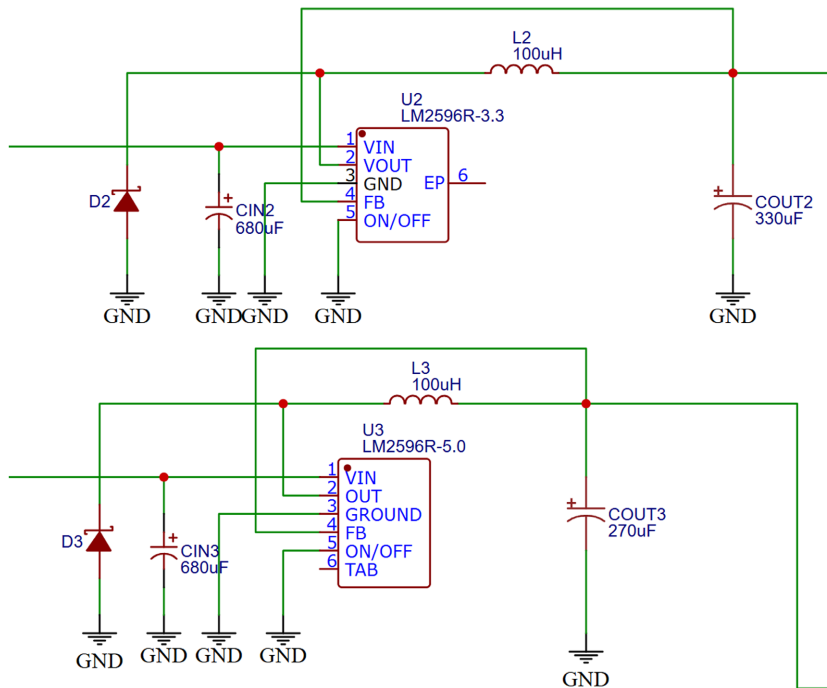 L2
100uH
U2
LM2596R-3.3
1 VIN
2 VOUT
3 GND
EP 6
4 FB
5 ON/OFF
D2
+
CIN2
680uF
+
COUT2
330uF
GND
GND
GND
GND
GND
L3
100uH
U3
LM2596R-5.0
1 VIN
2 OUT
3 GROUND
4 FB
5 ON/OFF
6 TAB
D3
+
CIN3
680uF
+
COUT3
270uF
GND
GND
GND
GND
GND